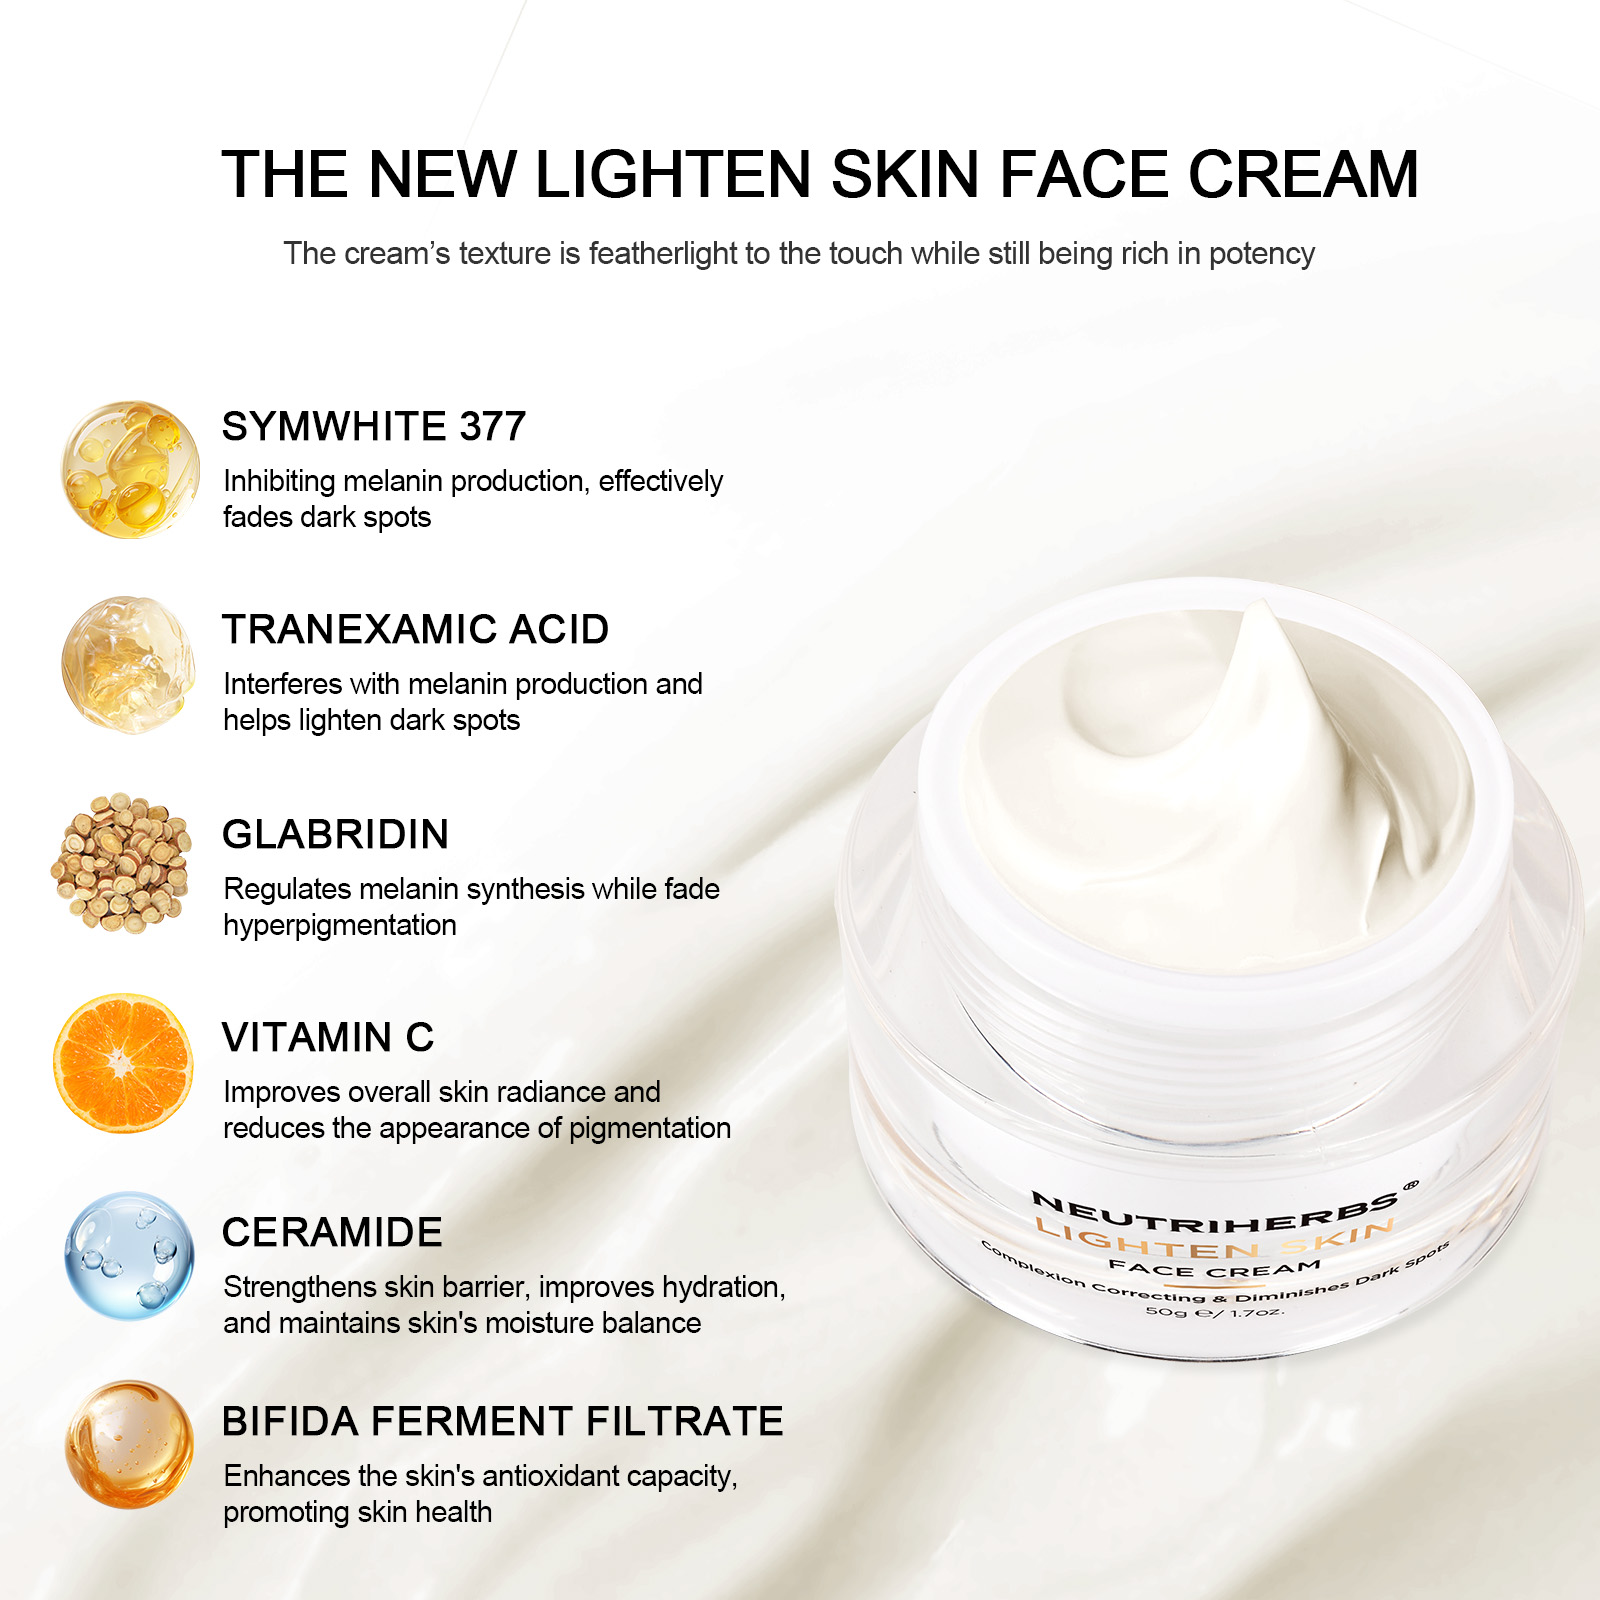 THE NEW LIGHTEN SKIN FACE CREAM
The cream’s texture is featherlight to the touch while still being rich in potency
SYMWHITE 377
Inhibiting melanin production, effectively
fades dark spots
TRANEXAMIC ACID
Interferes with melanin production and
helps lighten dark spots
GLABRIDIN
Regulates melanin synthesis while fade
hyperpigmentation
VITAMIN C
Improves overall skin radiance and
reduces the appearance of pigmentation
CERAMIDE
Strengthens skin barrier, improves hydration,
and maintains skin's moisture balance
BIFIDA FERMENT FILTRATE
Enhances the skin's antioxidant capacity,
promoting skin health
NEUTRIHERBS®
LIGHTEN SKIN
FACE CREAM
Complexion Correcting & Diminishes Dark Spots
50g ℮/ 1.7oz.